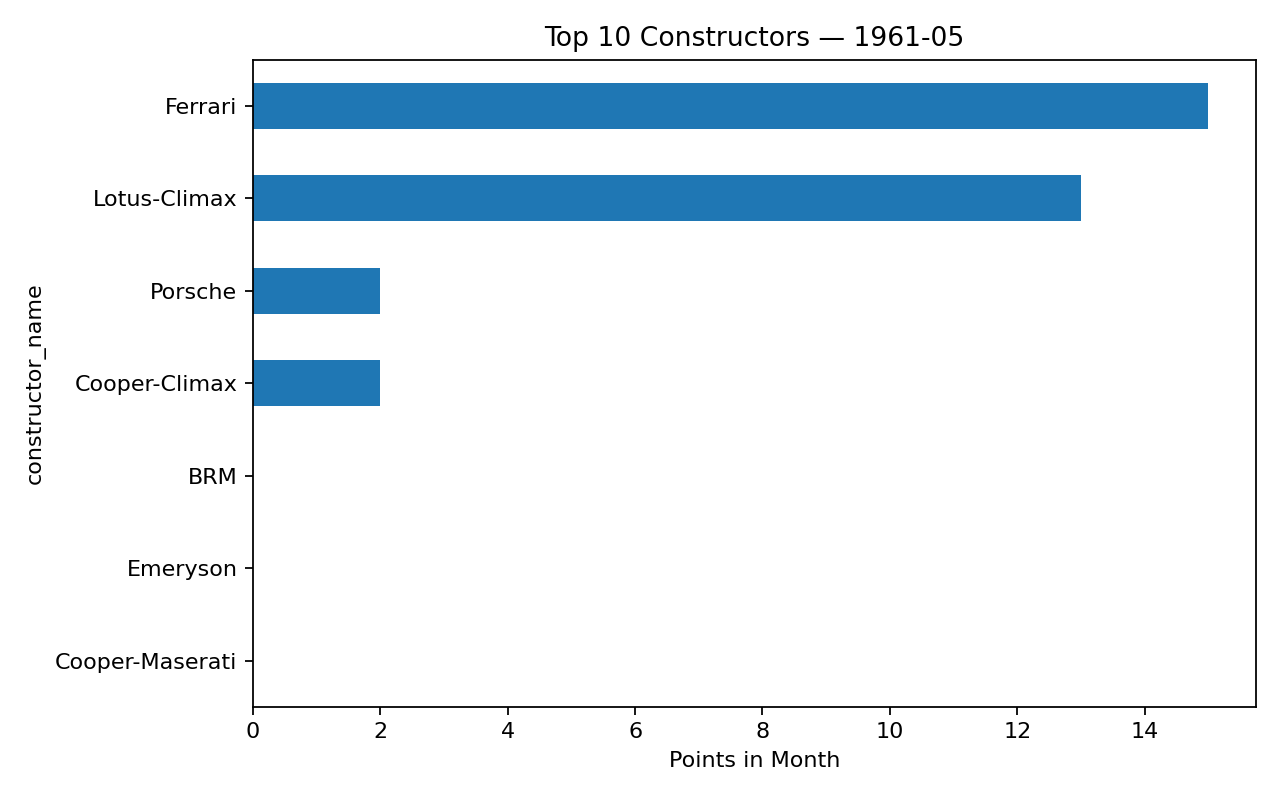 Top 10 Constructors — 1961-05
Ferrari
Lotus-Climax
Porsche
Cooper-Climax
BRM
Emeryson
Cooper-Maserati
constructor_name
0 2 4 6 8 10 12 14
Points in Month